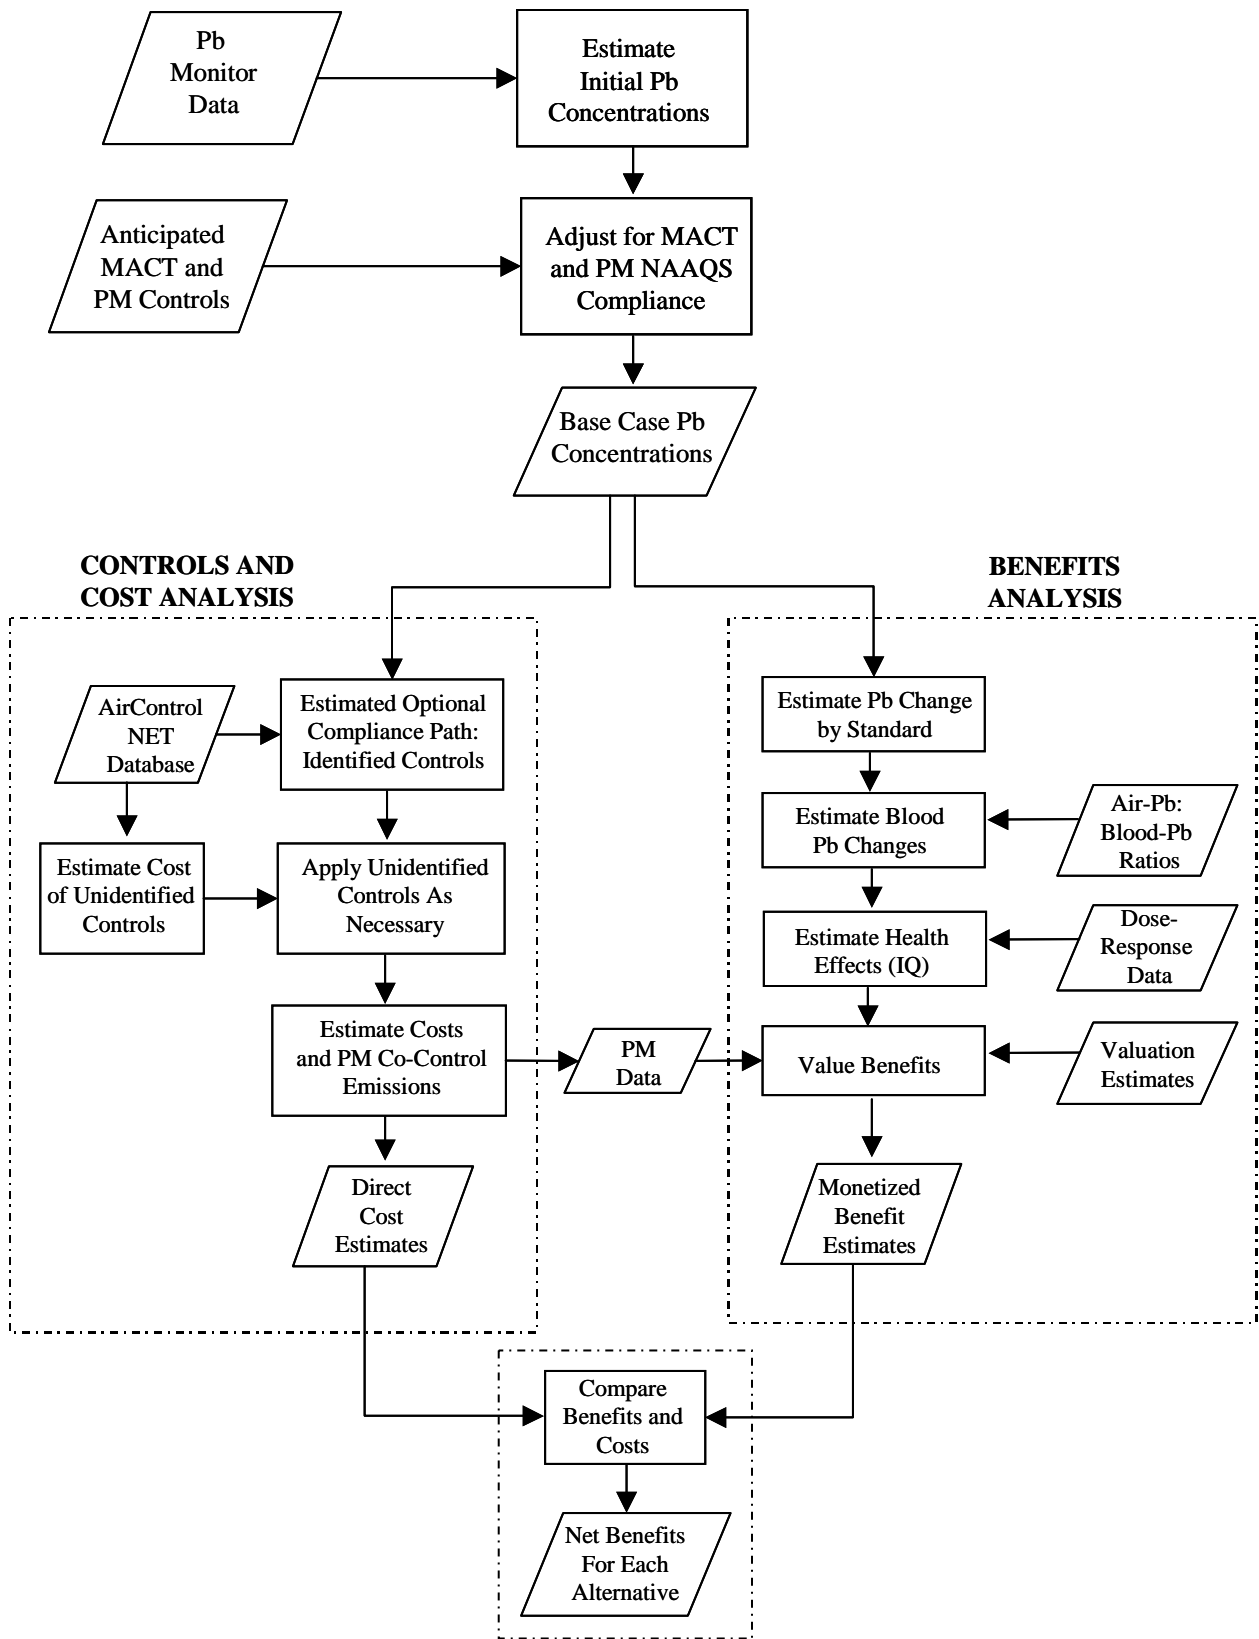 Pb
Monitor
Data
Estimate
Initial Pb
Concentrations
Anticipated
MACT and
PM Controls
Adjust for MACT
and PM NAAQS
Compliance
Base Case Pb
Concentrations
CONTROLS AND
COST ANALYSIS
BENEFITS
ANALYSIS
AirControl
NET
Database
Estimated Optional
Compliance Path:
Identified Controls
Estimate Cost
of Unidentified
Controls
Apply Unidentified
Controls As
Necessary
Estimate Costs
and PM Co-Control
Emissions
PM
Data
Direct
Cost
Estimates
Estimate Pb Change
by Standard
Estimate Blood
Pb Changes
Air-Pb:
Blood-Pb
Ratios
Estimate Health
Effects (IQ)
Dose-
Response
Data
Value Benefits
Valuation
Estimates
Monetized
Benefit
Estimates
Compare
Benefits and
Costs
Net Benefits
For Each
Alternative